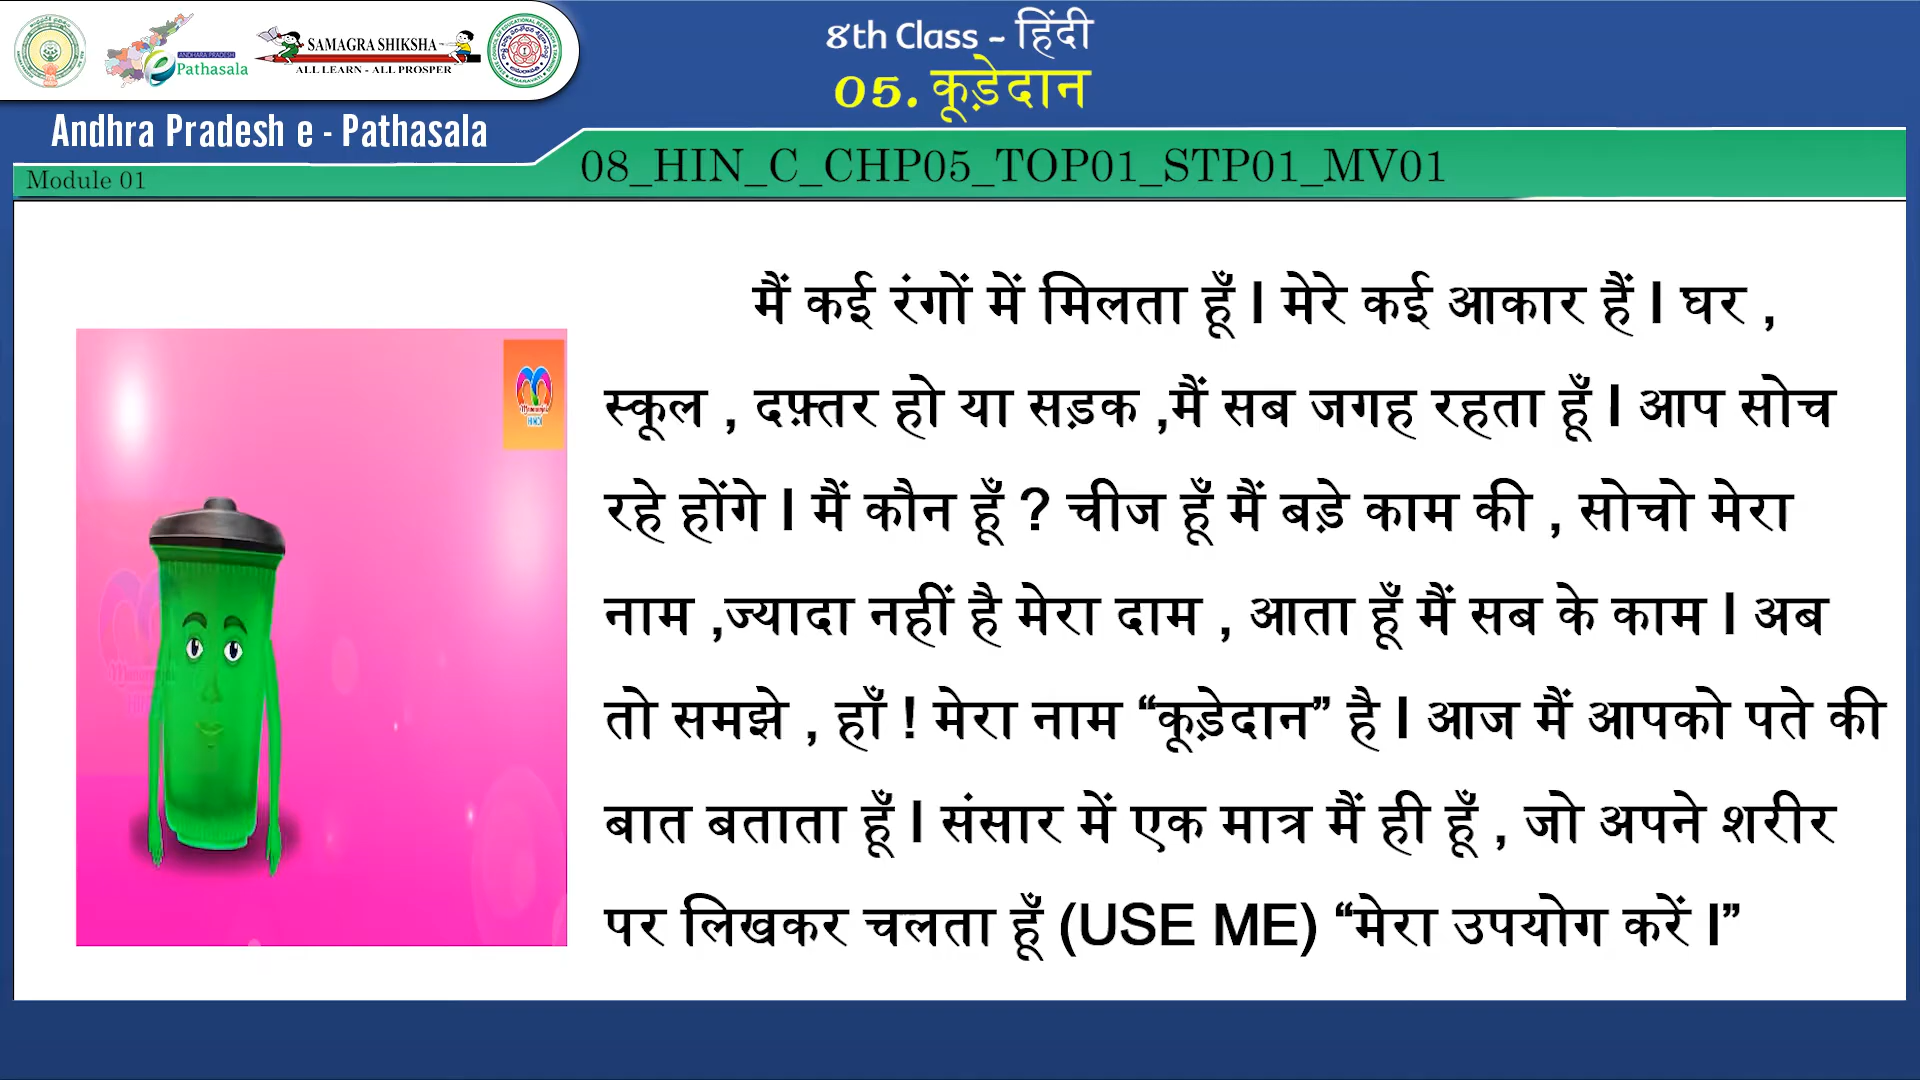 ANDHRA PRADESH
e Pathasala
SAMAGRA SHIKSHA
ALL LEARN - ALL PROSPER
Andhra Pradesh e - Pathasala
Module 01
8th Class - हिंदी
05. कूड़ेदान
08_HIN_C_CHP05_TOP01_STP01_MV01
मैं कई रंगों में मिलता हूँ । मेरे कई आकार हैं । घर ,
स्कूल , दफ़्तर हो या सड़क ,मैं सब जगह रहता हूँ । आप सोच
रहे होंगे । मैं कौन हूँ ? चीज हूँ मैं बड़े काम की , सोचो मेरा
नाम ,ज्यादा नहीं है मेरा दाम , आता हूँ मैं सब के काम । अब
तो समझे , हाँ ! मेरा नाम “कूड़ेदान” है । आज मैं आपको पते की
बात बताता हूँ । संसार में एक मात्र मैं ही हूँ , जो अपने शरीर
पर लिखकर चलता हूँ (USE ME) “मेरा उपयोग करें ।”